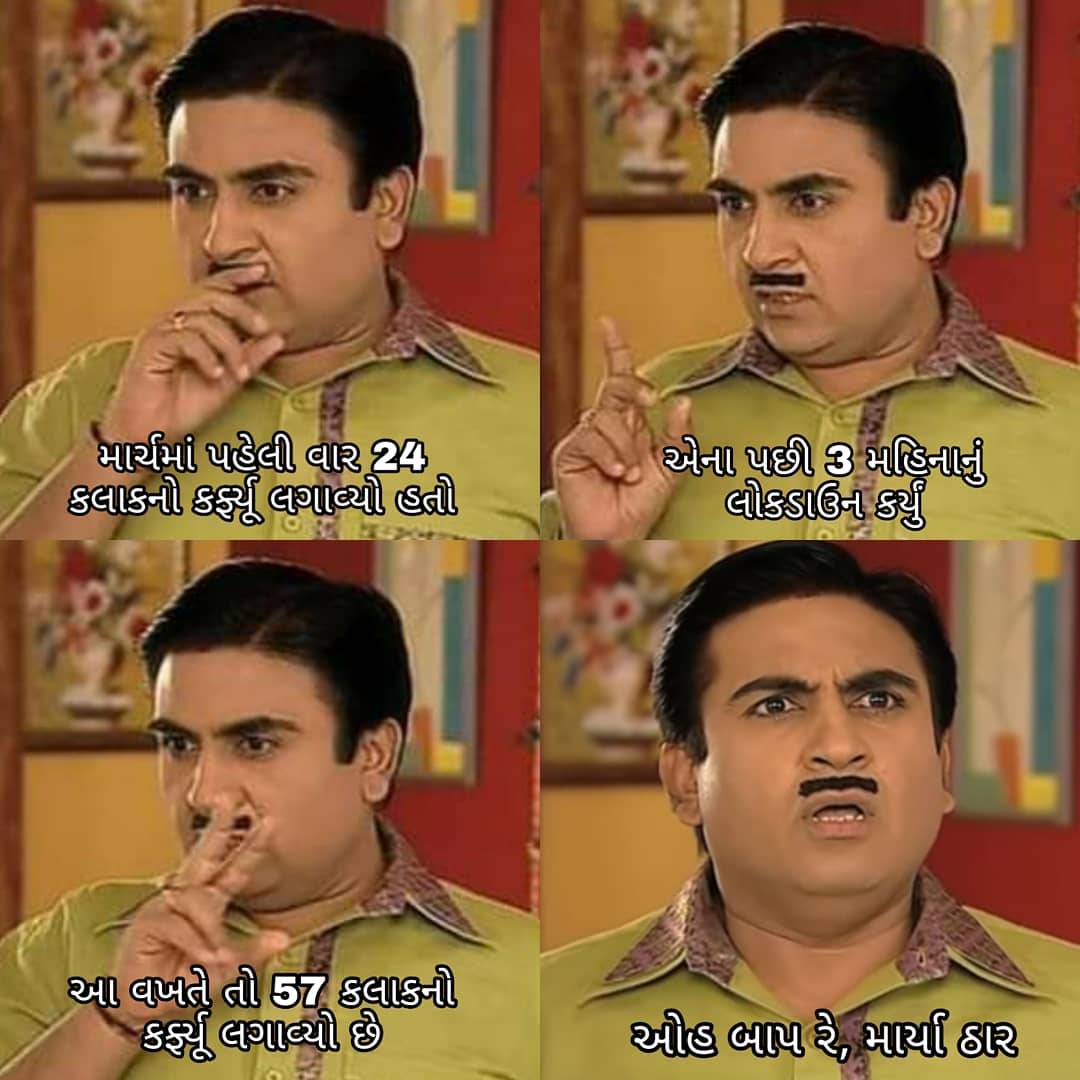 માર્ચમાં પહેલી વાર 24
કલાકનો કર્ફ્યૂ લગાવ્યો હતો
એના પછી 3 મહિનાનું
લોકડાઉન કર્યું
આ વખતે તો 57 કલાકનો
કર્ફ્યૂ લગાવ્યો છે
ઓહ બાપ રે, માર્યા ઠાર